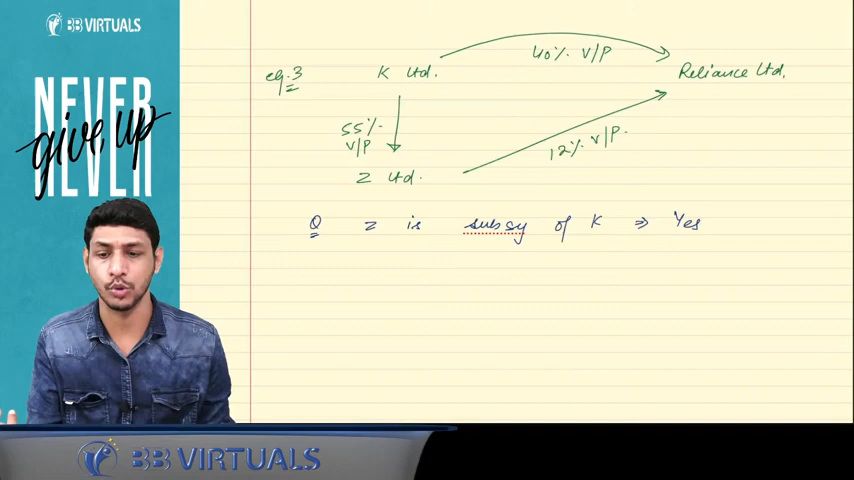 BB VIRTUALS
NEVER
give up
NEVER
eg.3
K Ltd.
40% V/P
Reliance Ltd.
55%
V/P
12% V/P.
Z Ltd.
Q Z is subsy of K ⇒ Yes
BB VIRTUALS